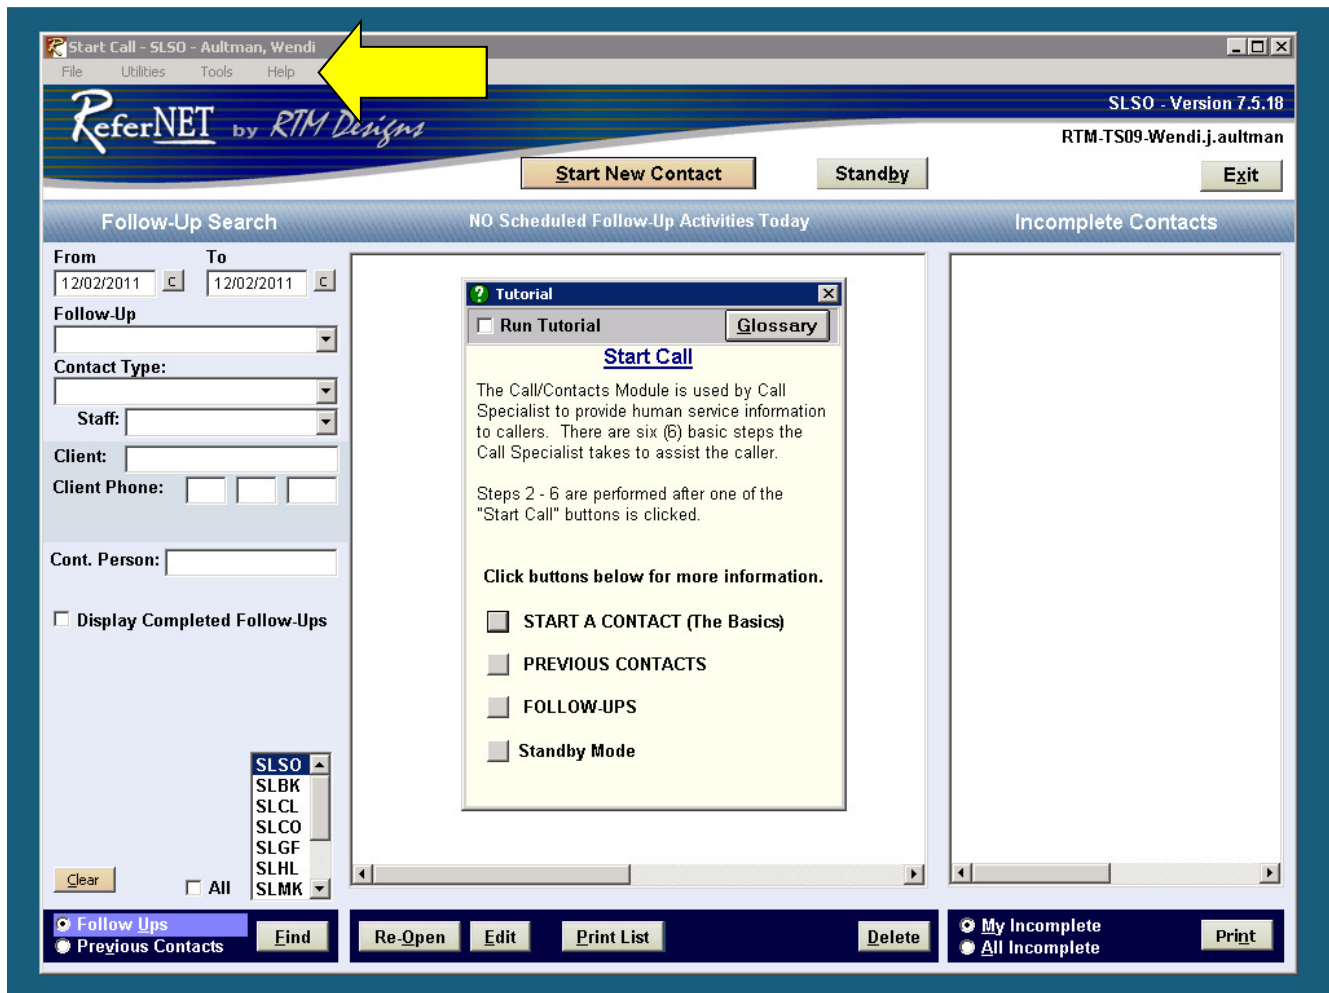 Start Call - SLSO - Aultman, Wendi
File Utilities Tools Help
ReferNET by RTM Designs
SLSO - Version 7.5.18
RTM-TS09-Wendi.j.aultman
Start New Contact Standby Exit
Follow-Up Search NO Scheduled Follow-Up Activities Today Incomplete Contacts
From To
12/02/2011 C 12/02/2011 C
Follow-Up
Contact Type:
Staff:
Client:
Client Phone:
Cont. Person:
Display Completed Follow-Ups
SLSO
SLBK
SLCL
SLCO
SLGF
SLHL
SLMK
Clear All
Tutorial
Run Tutorial Glossary
Start Call
The Call/Contacts Module is used by Call
Specialist to provide human service information
to callers. There are six (6) basic steps the
Call Specialist takes to assist the caller.
Steps 2 - 6 are performed after one of the
"Start Call" buttons is clicked.
Click buttons below for more information.
START A CONTACT (The Basics)
PREVIOUS CONTACTS
FOLLOW-UPS
Standby Mode
Follow Ups
Previous Contacts
Find
Re-Open Edit Print List Delete
My Incomplete
All Incomplete
Print